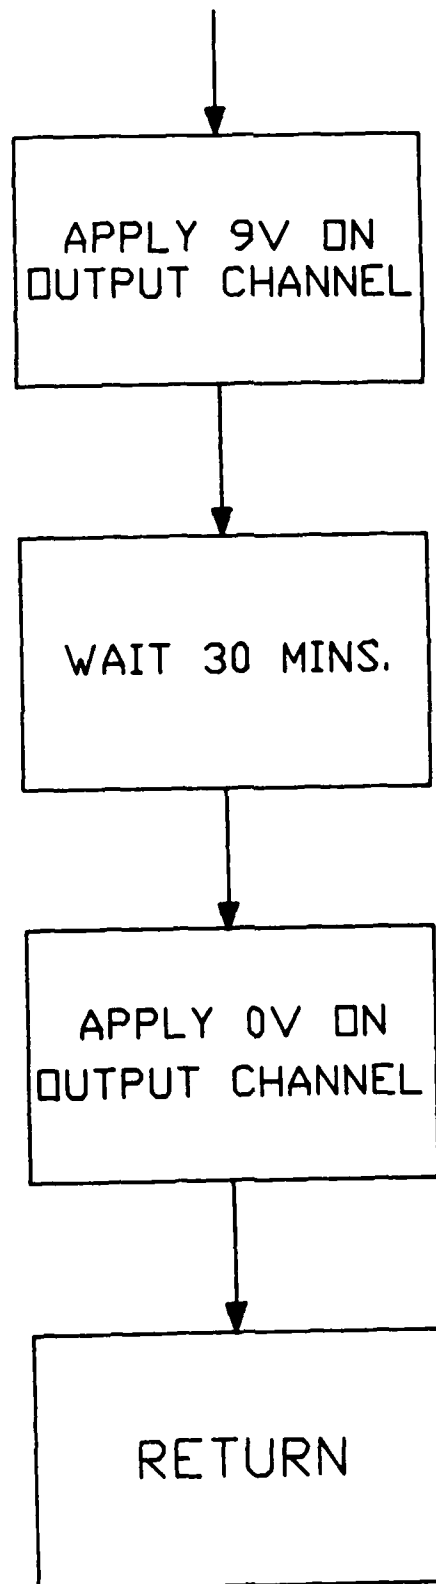 APPLY 9V ON
OUTPUT CHANNEL
WAIT 30 MINS.
APPLY 0V ON
OUTPUT CHANNEL
RETURN